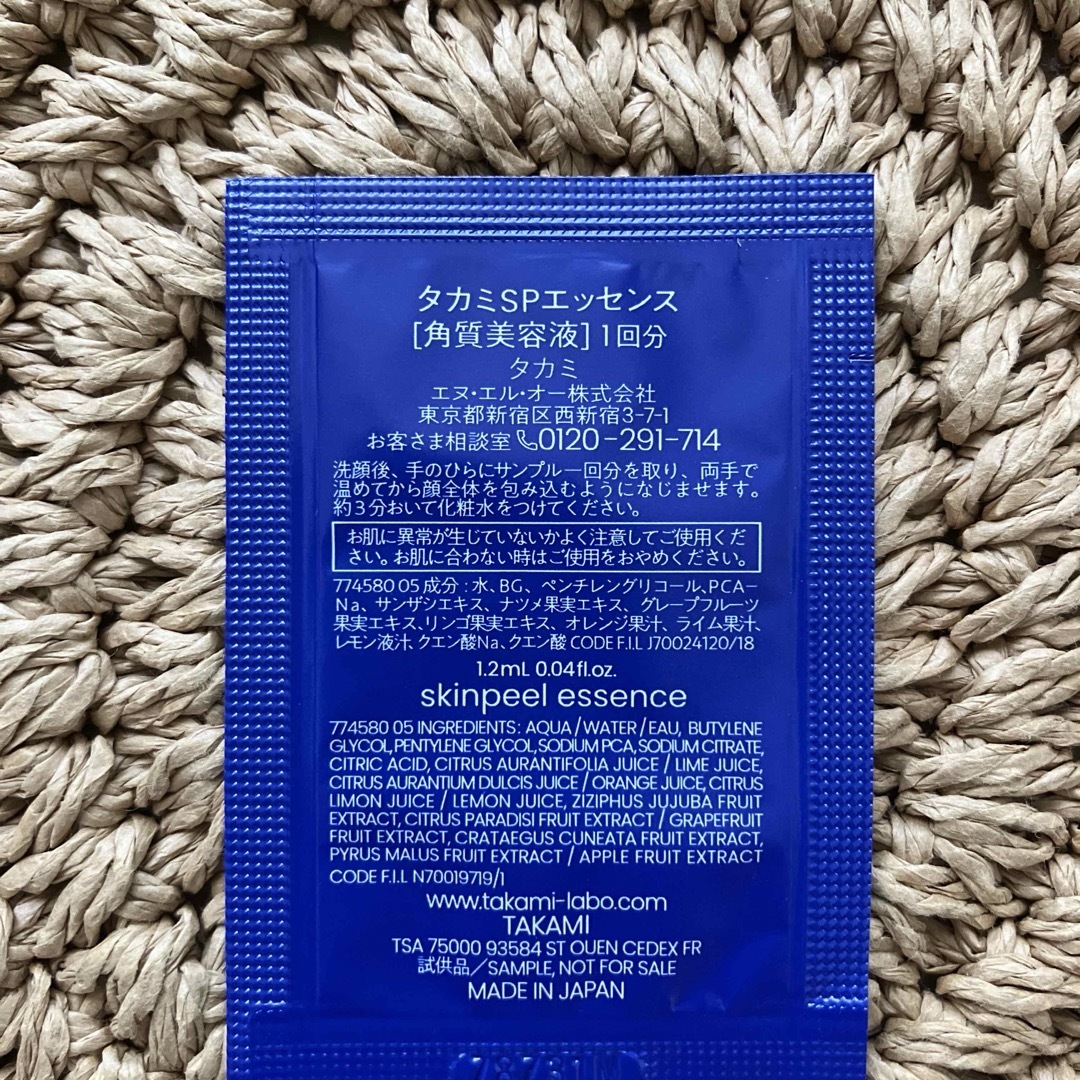 タカミSPエッセンス
[角質美容液] 1回分
タカミ
エヌ・エル・オー株式会社
東京都新宿区西新宿3-7-1
お客さま相談室 0120-291-714
洗顔後、手のひらにサンプル一回分を取り、両手で
温めてから顔全体を包み込むようになじませます。
約3分おいて化粧水をつけてください。
お肌に異常が生じていないかよく注意してご使用くだ
さい。お肌に合わない時はご使用をおやめください。
774580 05 成分 : 水、BG、ペンチレングリコール、PCA-
Na、サンザシエキス、ナツメ果実エキス、グレープフルーツ
果実エキス、リンゴ果実エキス、オレンジ果汁、ライム果汁、
レモン液汁、クエン酸Na、クエン酸 CODE F.I.L J70024120/18
1.2mL 0.04fl.oz.
skinpeel essence
774580 05 INGREDIENTS: AQUA / WATER / EAU, BUTYLENE
GLYCOL, PENTYLENE GLYCOL, SODIUM PCA, SODIUM CITRATE,
CITRIC ACID, CITRUS AURANTIFOLIA JUICE / LIME JUICE,
CITRUS AURANTIUM DULCIS JUICE / ORANGE JUICE, CITRUS
LIMON JUICE / LEMON JUICE, ZIZIPHUS JUJUBA FRUIT
EXTRACT, CITRUS PARADISI FRUIT EXTRACT / GRAPEFRUIT
FRUIT EXTRACT, CRATAEGUS CUNEATA FRUIT EXTRACT,
PYRUS MALUS FRUIT EXTRACT / APPLE FRUIT EXTRACT
CODE F.I.L N70019719/1
www.takami-labo.com
TAKAMI
TSA 75000 93584 ST OUEN CEDEX FR
試供品／SAMPLE, NOT FOR SALE
MADE IN JAPAN